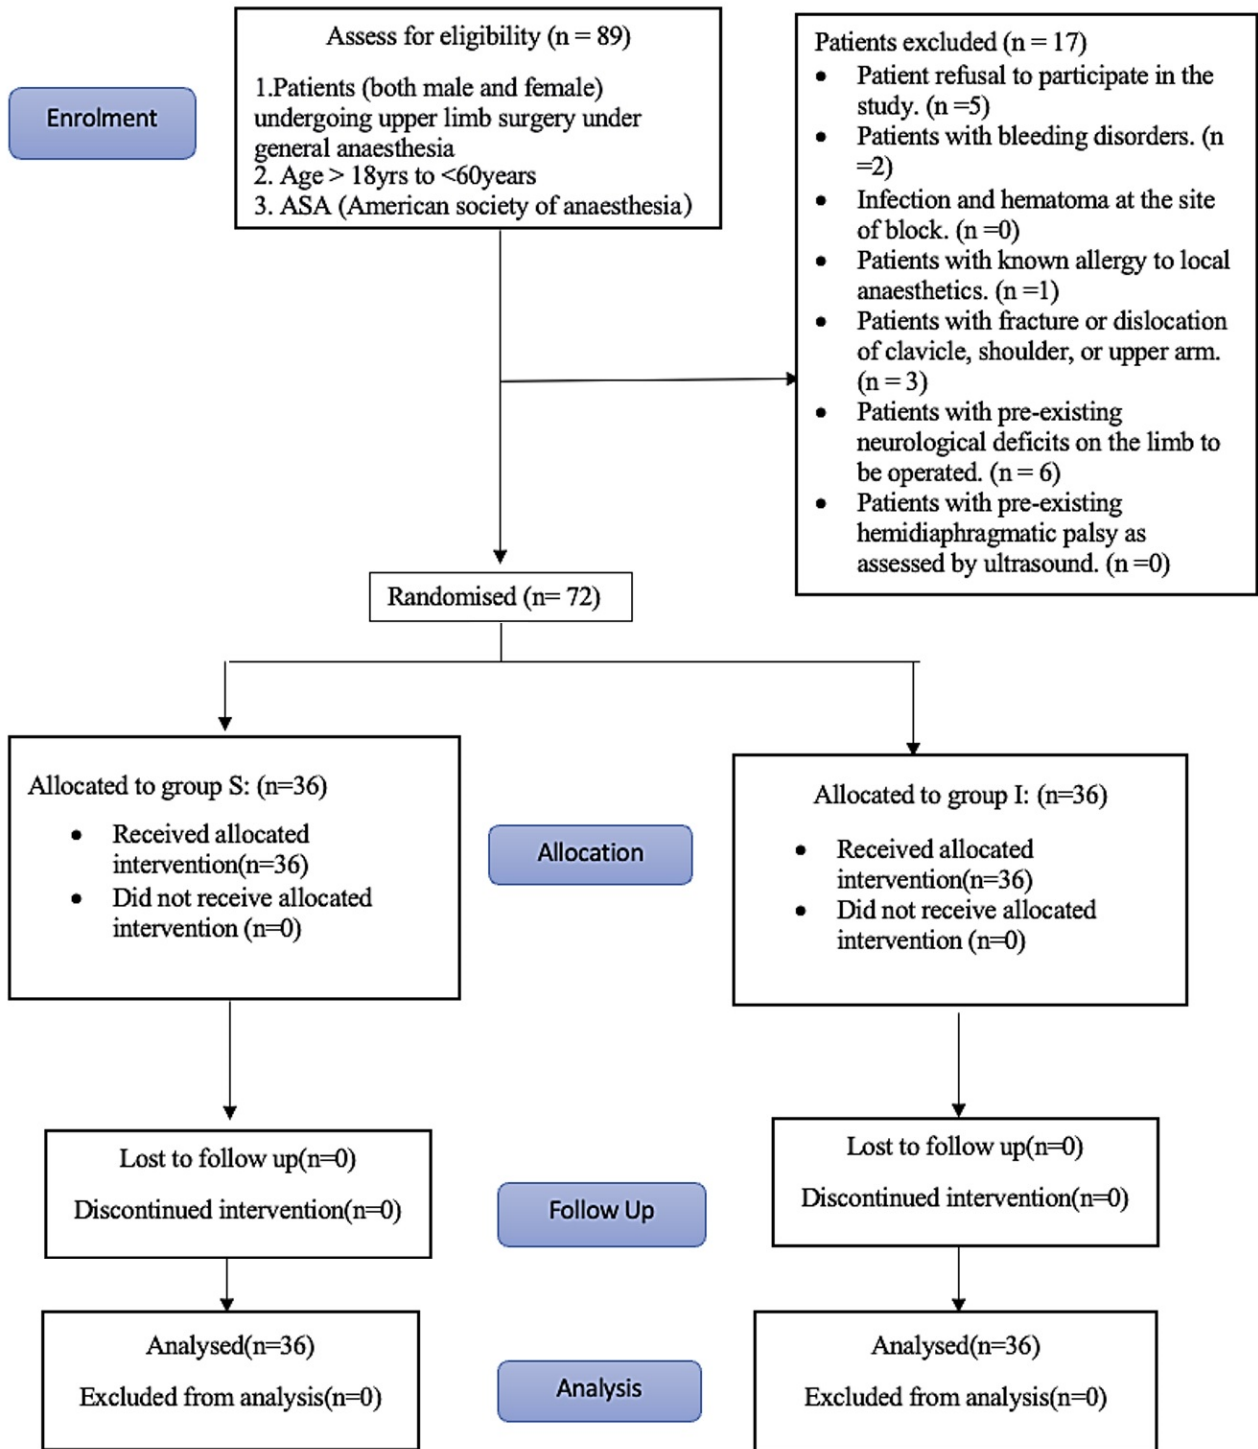 Enrolment
Assess for eligibility (n = 89)
1.Patients (both male and female)
undergoing upper limb surgery under
general anaesthesia
2. Age > 18yrs to <60years
3. ASA (American society of anaesthesia)
Patients excluded (n = 17)
• Patient refusal to participate in the
study. (n =5)
• Patients with bleeding disorders. (n
=2)
• Infection and hematoma at the site
of block. (n =0)
• Patients with known allergy to local
anaesthetics. (n =1)
• Patients with fracture or dislocation
of clavicle, shoulder, or upper arm.
(n = 3)
• Patients with pre-existing
neurological deficits on the limb to
be operated. (n = 6)
• Patients with pre-existing
hemidiaphragmatic palsy as
assessed by ultrasound. (n =0)
Randomised (n= 72)
Allocated to group S: (n=36)
• Received allocated
intervention(n=36)
• Did not receive allocated
intervention (n=0)
Allocation
Allocated to group I: (n=36)
• Received allocated
intervention(n=36)
• Did not receive allocated
intervention (n=0)
Lost to follow up(n=0)
Discontinued intervention(n=0)
Follow Up
Lost to follow up(n=0)
Discontinued intervention(n=0)
Analysed(n=36)
Excluded from analysis(n=0)
Analysis
Analysed(n=36)
Excluded from analysis(n=0)